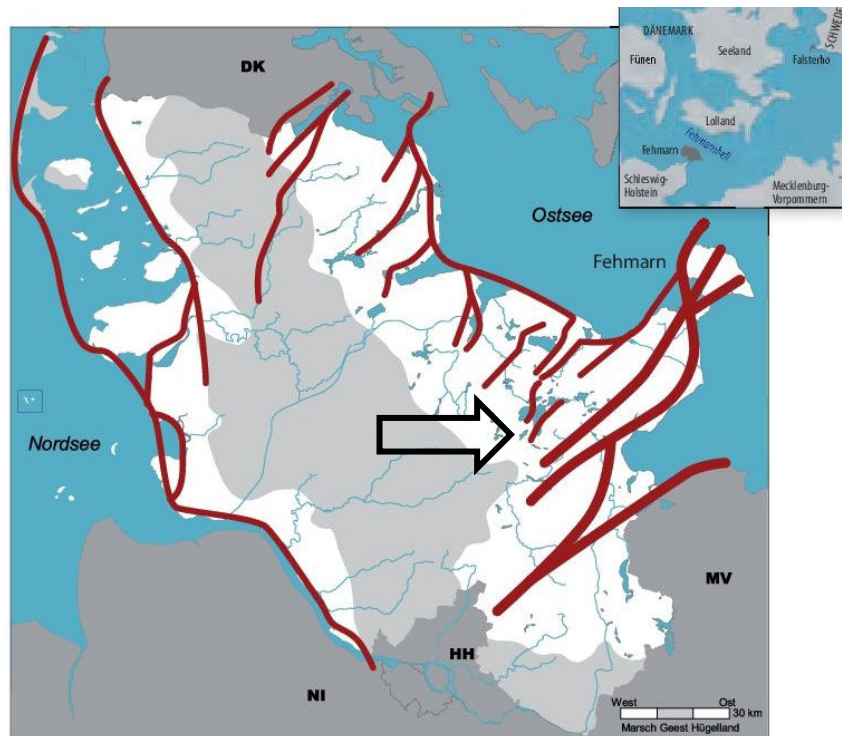 DK
DÄNEMARK
SCHWEDE
Fünen
Seeland
Falsterbo
Lolland
Fehmarnbelt
Fehmarn
Schleswig-
Holstein
Mecklenburg-
Vorpommern
Ostsee
Fehmarn
Nordsee
MV
HH
NI
West Ost
30 km
Marsch Geest Hügelland